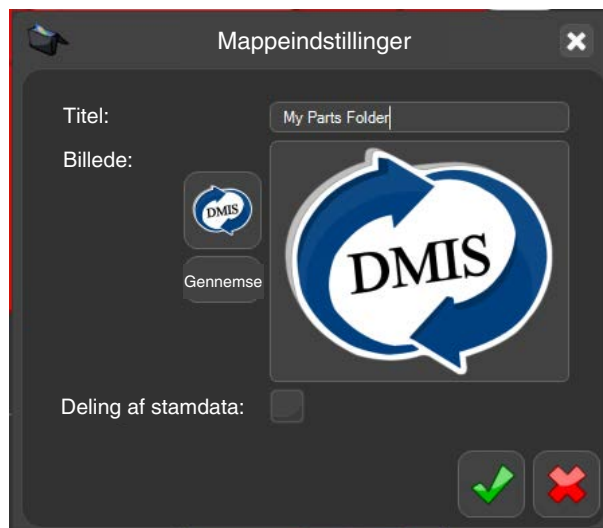 Mappeindstillinger
Titel:
My Parts Folder
Billede:
DMIS
DMIS
Gennemse
Deling af stamdata: